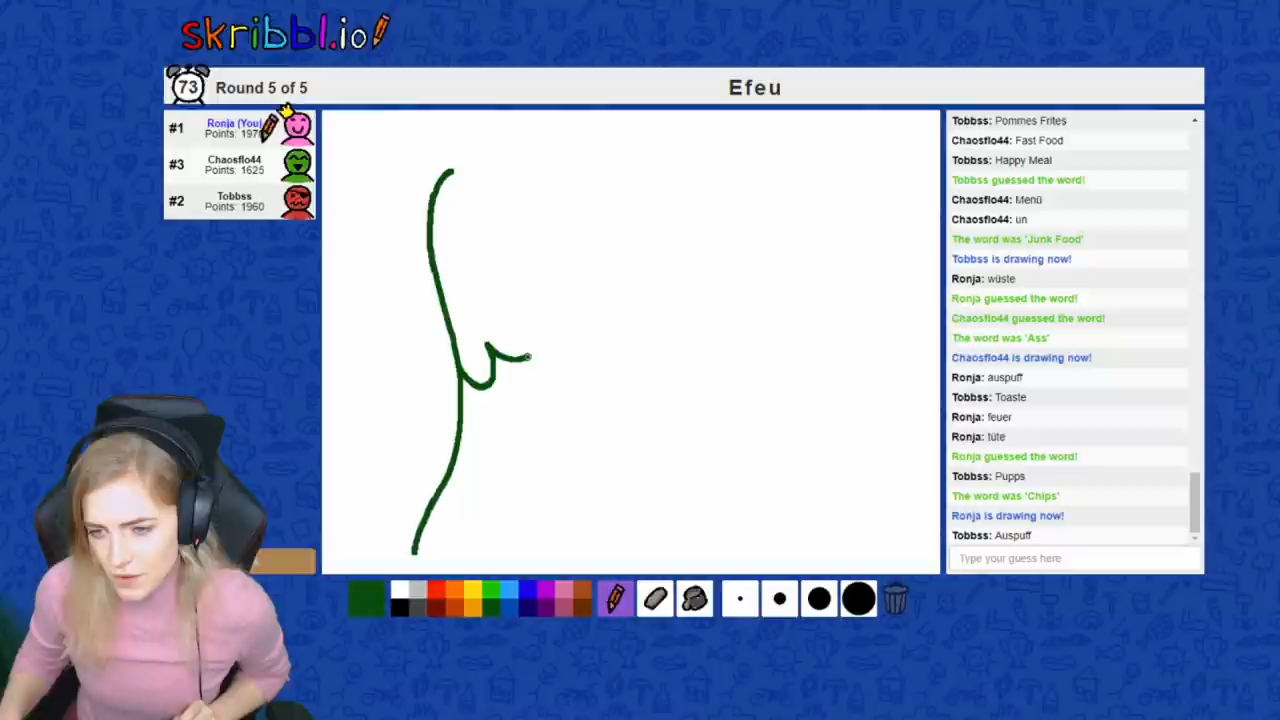 skribbl.io
73 Round 5 of 5
Efeu
#1 Ronja (You)
Points: 1970
#3 Chaosflo44
Points: 1625
#2 Tobbss
Points: 1960
Tobbss: Pommes Frites
Chaosflo44: Fast Food
Tobbss: Happy Meal
Tobbss guessed the word!
Chaosflo44: Menü
Chaosflo44: un
The word was 'Junk Food'
Tobbss is drawing now!
Ronja: wüste
Ronja guessed the word!
Chaosflo44 guessed the word!
The word was 'Ass'
Chaosflo44 is drawing now!
Ronja: auspuff
Tobbss: Toaste
Ronja: feuer
Ronja: tüte
Ronja guessed the word!
Tobbss: Pupps
The word was 'Chips'
Ronja is drawing now!
Tobbss: Auspuff
Type your guess here